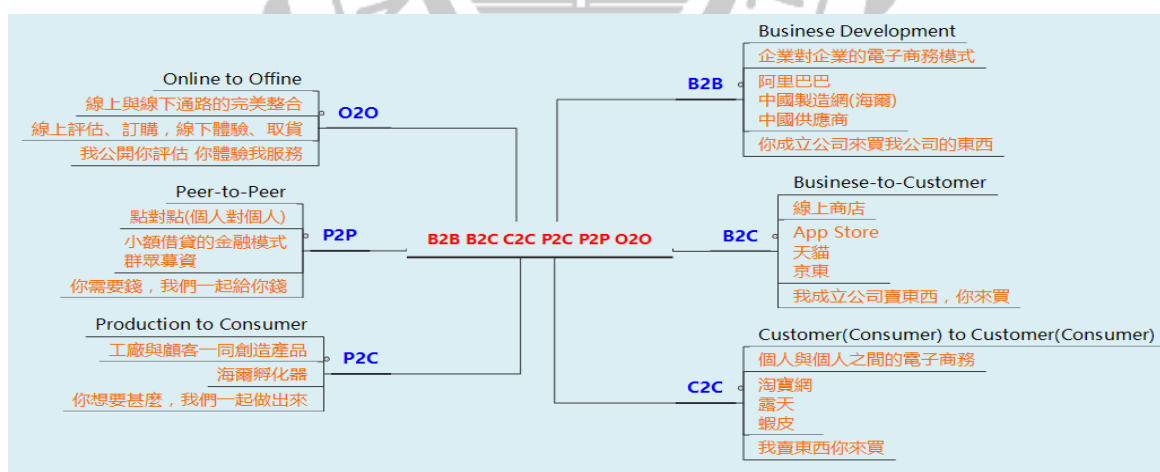 Online to Offine
線上與線下通路的完美整合
線上評估、訂購，線下體驗、取貨
我公開你評估 你體驗我服務
O2O
Peer-to-Peer
點對點(個人對個人)
小額借貸的金融模式
群眾募資
你需要錢，我們一起給你錢
P2P
Production to Consumer
工廠與顧客一同創造產品
海爾孵化器
你想要甚麼，我們一起做出來
P2C
B2B B2C C2C P2C P2P O2O
B2B
Businese Development
企業對企業的電子商務模式
阿里巴巴
中國製造網(海爾)
中國供應商
你成立公司來買我公司的東西
B2C
Businese-to-Customer
線上商店
App Store
天貓
京東
我成立公司賣東西，你來買
C2C
Customer(Consumer) to Customer(Consumer)
個人與個人之間的電子商務
淘寶網
露天
蝦皮
我賣東西你來買